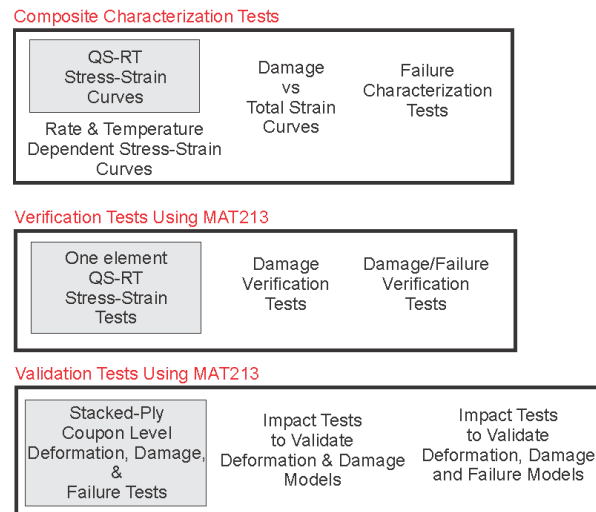 Composite Characterization Tests
QS-RT
Stress-Strain
Curves
Rate & Temperature
Dependent Stress-Strain
Curves
Damage
vs
Total Strain
Curves
Failure
Characterization
Tests
Verification Tests Using MAT213
One element
QS-RT
Stress-Strain
Tests
Damage
Verification
Tests
Damage/Failure
Verification
Tests
Validation Tests Using MAT213
Stacked-Ply
Coupon Level
Deformation, Damage,
&
Failure Tests
Impact Tests
to Validate
Deformation & Damage
Models
Impact Tests
to Validate
Deformation, Damage
and Failure Models